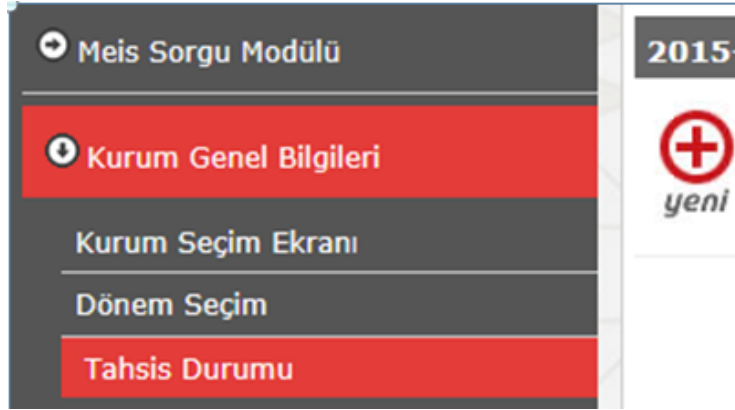 Meis Sorgu Modülü
Kurum Genel Bilgileri
Kurum Seçim Ekranı
Dönem Seçim
Tahsis Durumu
2015-
yeni